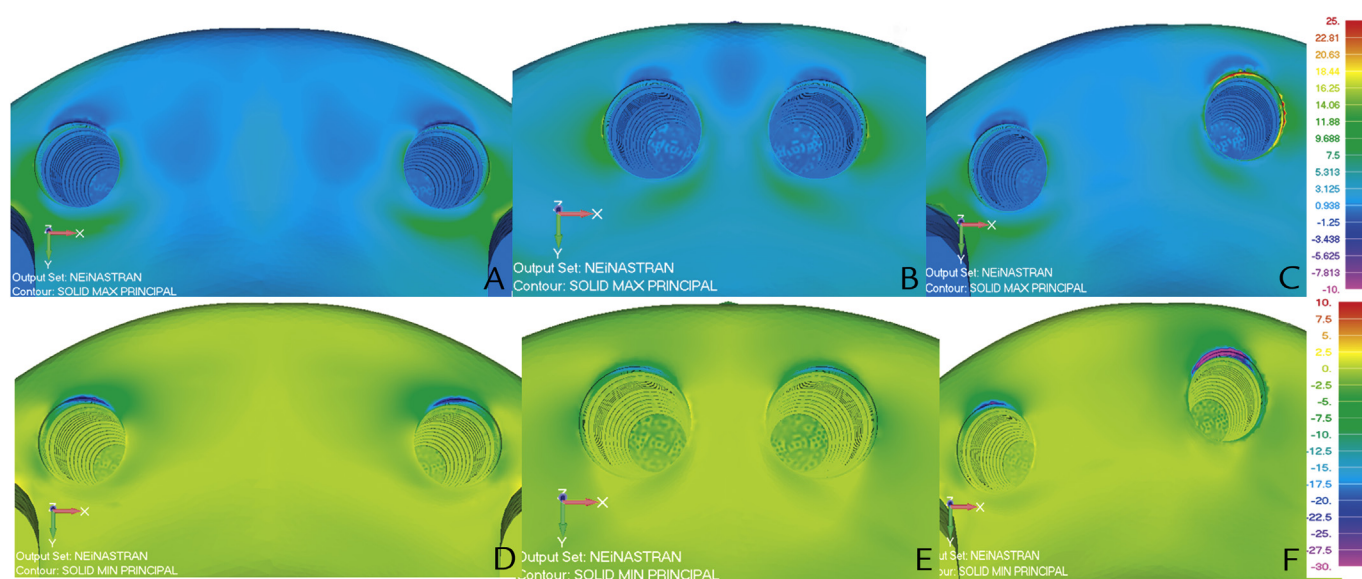 Z X
Y
Output Set: NEiNASTRAN
Contour: SOLID MAX PRINCIPAL
A
Z X
Y
Output Set: NEiNASTRAN
Contour: SOLID MAX PRINCIPAL
B
X
Y
Output Set: NEiNASTRAN
Contour: SOLID MAX PRINCIPAL
C
25.
22.81
20.63
18.44
16.25
14.06
11.88
9.688
7.5
5.313
3.125
0.938
-1.25
-3.438
-5.625
-7.813
-10.
Z X
Y
Output Set: NEiNASTRAN
Contour: SOLID MIN PRINCIPAL
D
Z X
Y
Output Set: NEiNASTRAN
Contour: SOLID MIN PRINCIPAL
E
X
Y
Output Set: NEiNASTRAN
Contour: SOLID MIN PRINCIPAL
F
10.
7.5
5.
2.5
0.
-2.5
-5.
-7.5
-10.
-12.5
-15.
-17.5
-20.
-22.5
-25.
-27.5
-30.